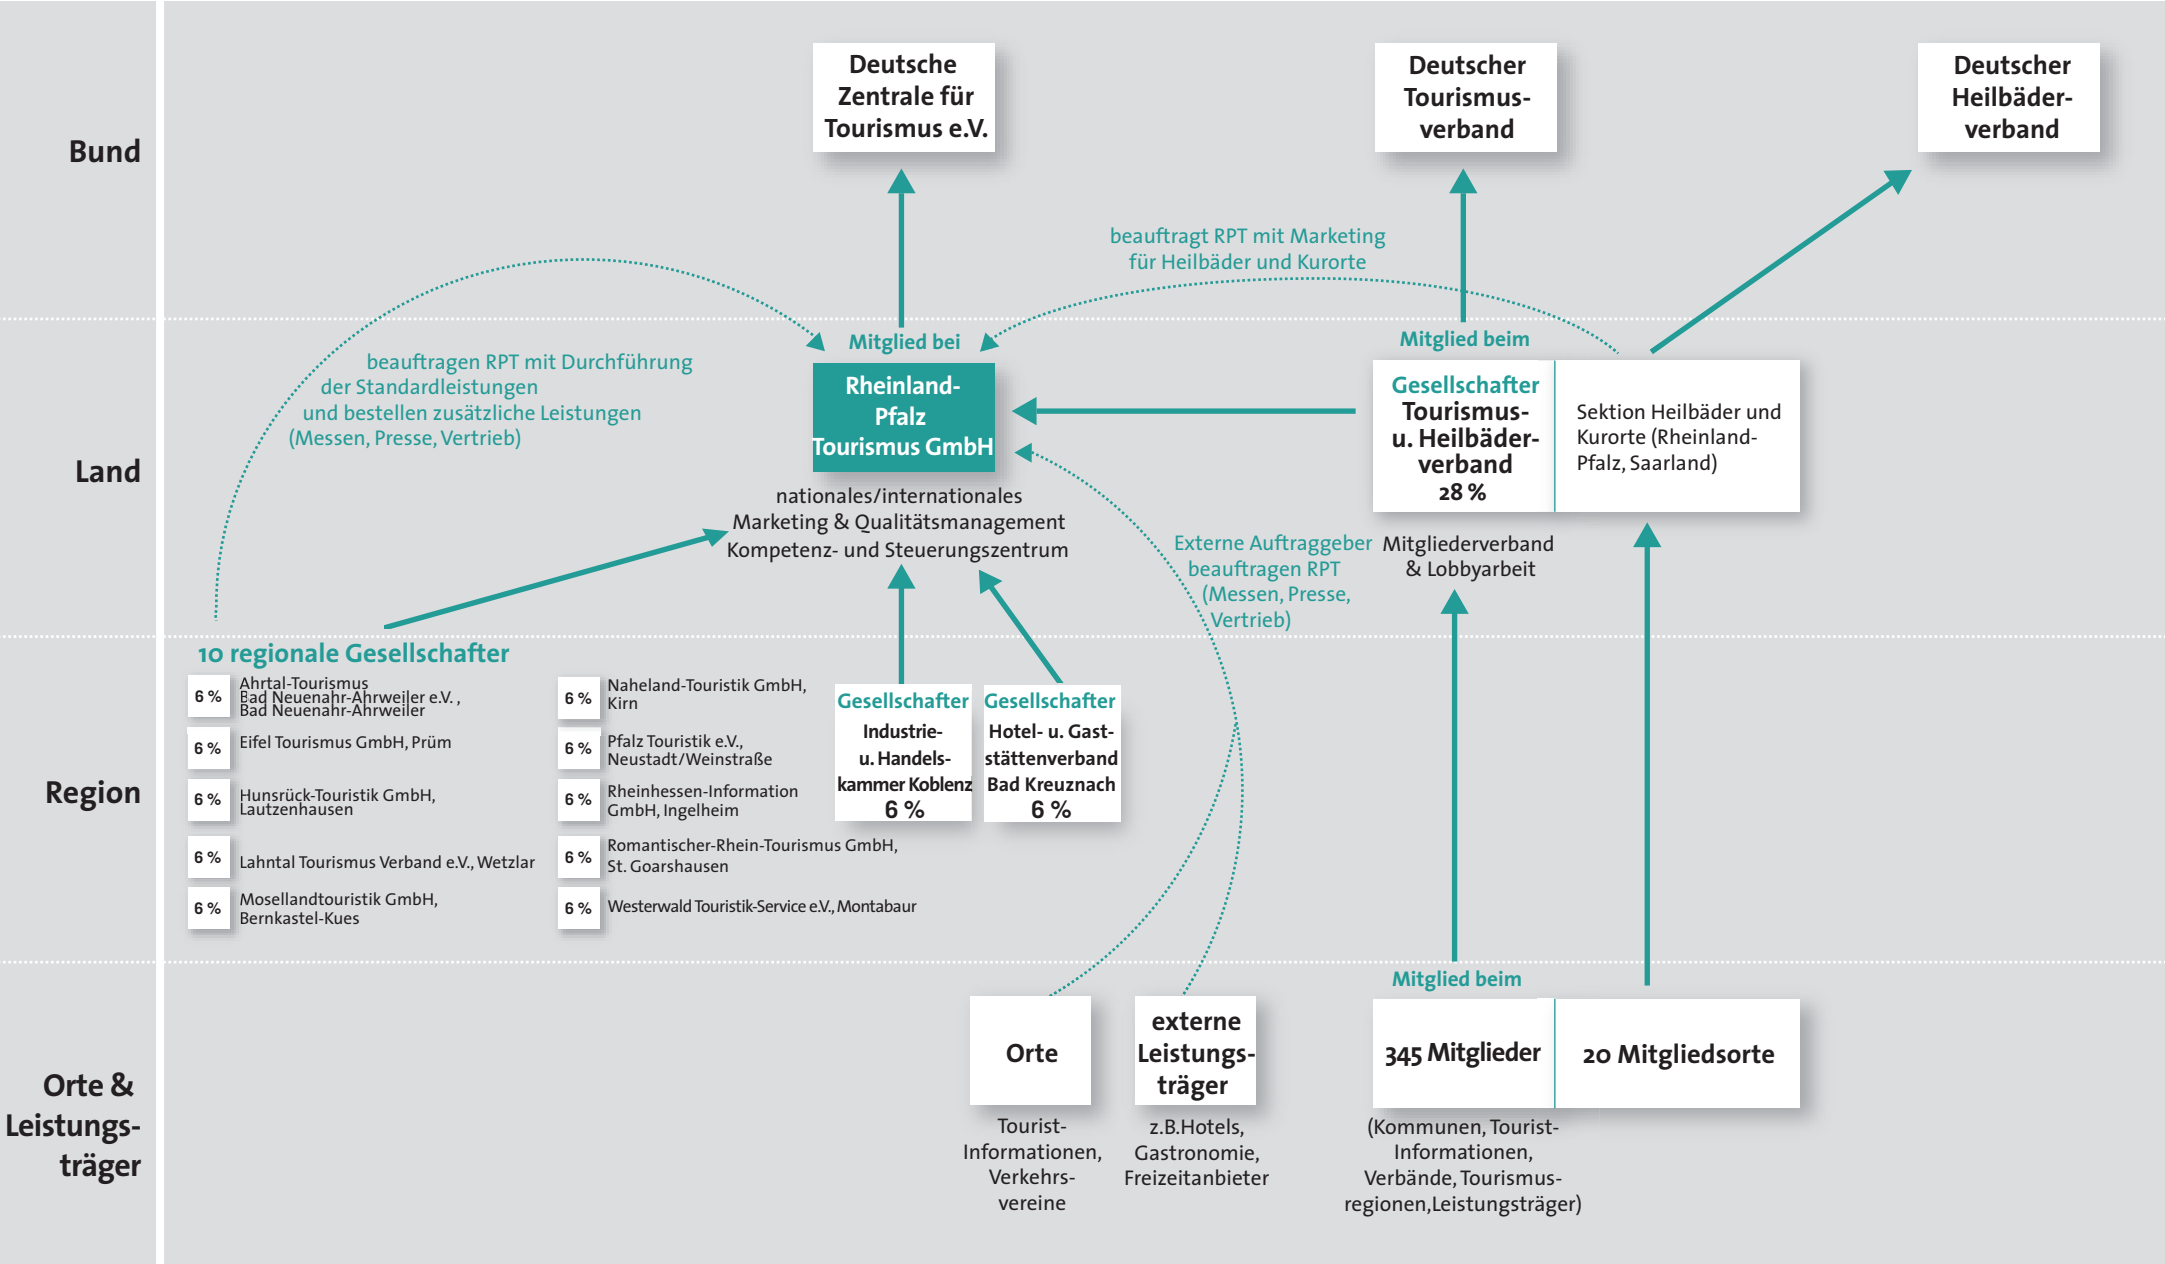 Bund
Deutsche
Zentrale für
Tourismus e.V.
Deutscher
Tourismus-
verband
Deutscher
Heilbäder-
verband
beauftragt RPT mit Marketing
für Heilbäder und Kurorte
Land
beauftragen RPT mit Durchführung
der Standardleistungen
und bestellen zusätzliche Leistungen
(Messen, Presse, Vertrieb)
Mitglied bei
Rheinland-
Pfalz
Tourismus GmbH
nationales/internationales
Marketing & Qualitätsmanagement
Kompetenz- und Steuerungszentrum
Mitglied beim
Gesellschafter
Tourismus-
u. Heilbäder-
verband
28 %
Sektion Heilbäder und
Kurorte (Rheinland-
Pfalz, Saarland)
Externe Auftraggeber
beauftragen RPT
(Messen, Presse,
Vertrieb)
Mitgliederverband
& Lobbyarbeit
Region
10 regionale Gesellschafter
6 %
Ahrtal-Tourismus
Bad Neuenahr-Ahrweiler e.V. ,
Bad Neuenahr-Ahrweiler
6 %
Eifel Tourismus GmbH, Prüm
6 %
Hunsrück-Touristik GmbH,
Lautzenhausen
6 %
Lahntal Tourismus Verband e.V., Wetzlar
6 %
Mosellandtouristik GmbH,
Bernkastel-Kues
6 %
Naheland-Touristik GmbH,
Kirn
6 %
Pfalz Touristik e.V.,
Neustadt/Weinstraße
6 %
Rheinhessen-Information
GmbH, Ingelheim
6 %
Romantischer-Rhein-Tourismus GmbH,
St. Goarshausen
6 %
Westerwald Touristik-Service e.V., Montabaur
Gesellschafter
Industrie-
u. Handels-
kammer Koblenz
6 %
Gesellschafter
Hotel- u. Gast-
stättenverband
Bad Kreuznach
6 %
Orte &
Leistungs-
träger
Orte
Tourist-
Informationen,
Verkehrs-
vereine
externe
Leistungs-
träger
z.B.Hotels,
Gastronomie,
Freizeitanbieter
Mitglied beim
345 Mitglieder
20 Mitgliedsorte
(Kommunen, Tourist-
Informationen,
Verbände, Tourismus-
regionen,Leistungsträger)